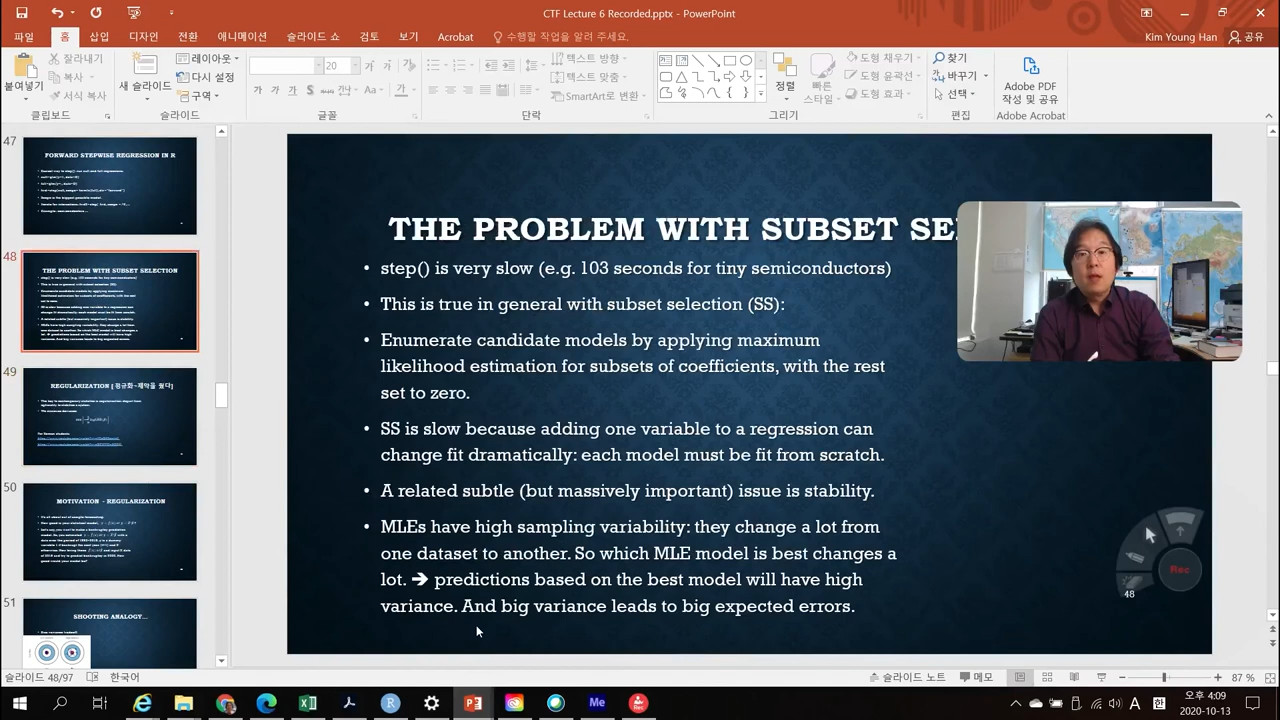 CTF Lecture 6 Recorded.pptx - PowerPoint
Kim Young Han
공유
파일 홈 삽입 디자인 전환 애니메이션 슬라이드 쇼 검토 보기 Acrobat 수행할 작업을 알려 주세요.
붙여넣기
잘라내기
복사
서식 복사
클립보드
새 슬라이드
레이아웃
다시 설정
구역
슬라이드
20
글꼴
텍스트 방향
텍스트 맞춤
SmartArt로 변환
단락
정렬
빠른 스타일
도형 채우기
도형 윤곽선
도형 효과
그리기
찾기
바꾸기
선택
편집
Adobe PDF
작성 및 공유
Adobe Acrobat
47
FORWARD STEPWISE REGRESSION IN R
48
THE PROBLEM WITH SUBSET SELECTION
49
REGULARIZATION [정규화-제약을 줬다]
50
MOTIVATION - REGULARIZATION
51
SHOOTING ANALOGY...
THE PROBLEM WITH SUBSET SE
• step() is very slow (e.g. 103 seconds for tiny semiconductors)
• This is true in general with subset selection (SS):
• Enumerate candidate models by applying maximum
likelihood estimation for subsets of coefficients, with the rest
set to zero.
• SS is slow because adding one variable to a regression can
change fit dramatically: each model must be fit from scratch.
• A related subtle (but massively important) issue is stability.
• MLEs have high sampling variability: they change a lot from
one dataset to another. So which MLE model is best changes a
lot. ➔ predictions based on the best model will have high
variance. And big variance leads to big expected errors.
Rec
48
슬라이드 48/97 한국어
슬라이드 노트 메모
87 %
오후 4:09
2020-10-13